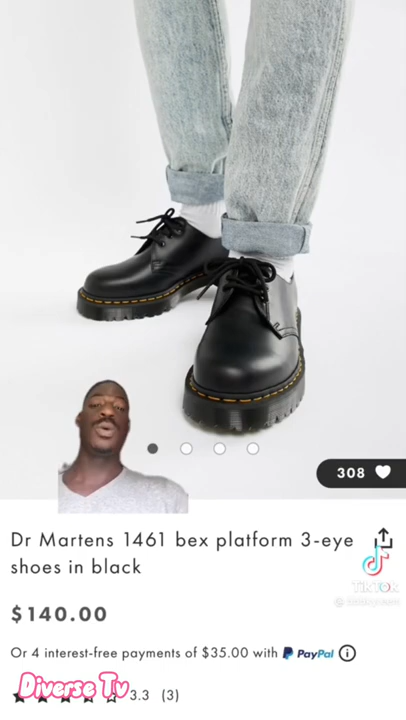 308
Dr Martens 1461 bex platform 3-eye
shoes in black
TikTok
$140.00
Or 4 interest-free payments of $35.00 with PayPal
Diverse Tv
3.3 (3)